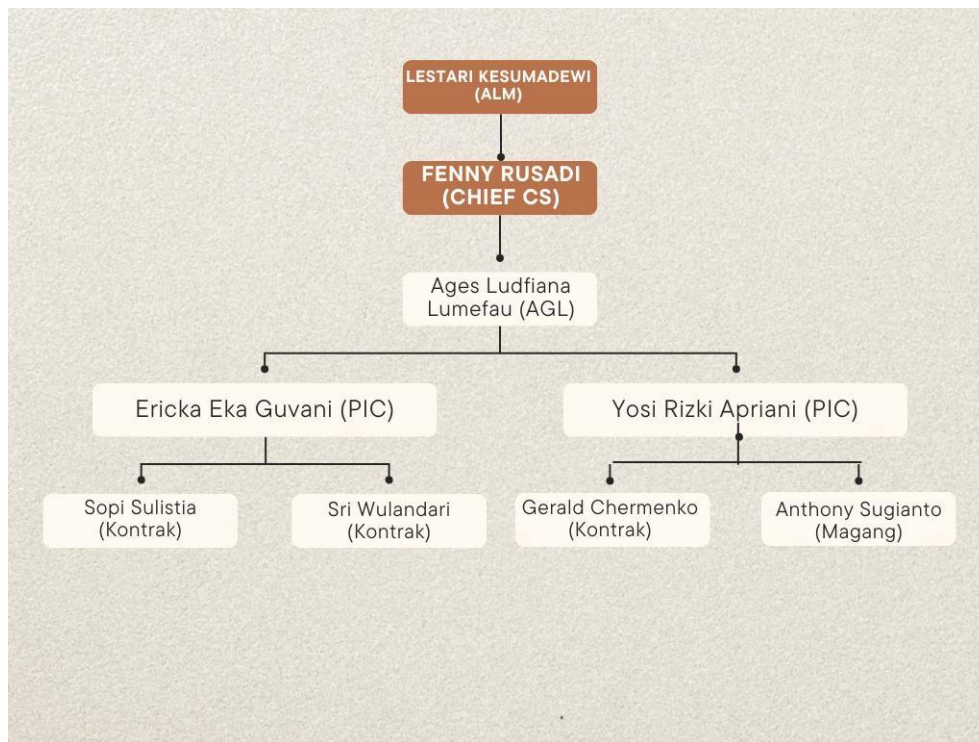 LESTARI KESUMADEWI
(ALM)
FENNY RUSADI
(CHIEF CS)
Ages Ludfiana
Lumefau (AGL)
Ericka Eka Guvani (PIC)
Yosi Rizki Apriani (PIC)
Sopi Sulistia
(Kontrak)
Sri Wulandari
(Kontrak)
Gerald Chermenko
(Kontrak)
Anthony Sugianto
(Magang)